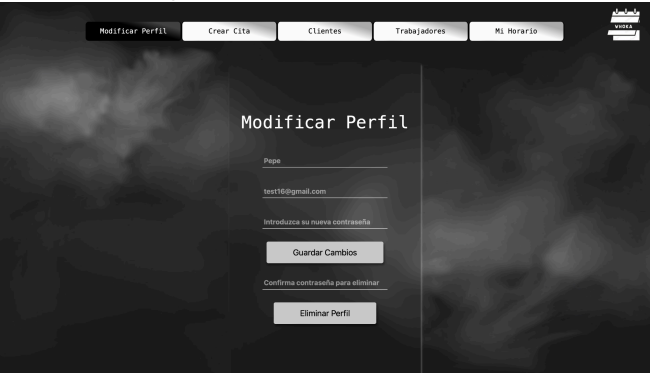 Modificar Perfil
Crear Cita
Clientes
Trabajadores
Mi Horario
WHOKA
Modificar Perfil
Pepe
test16@gmail.com
Introduzca su nueva contraseña
Guardar Cambios
Confirma contraseña para eliminar
Eliminar Perfil